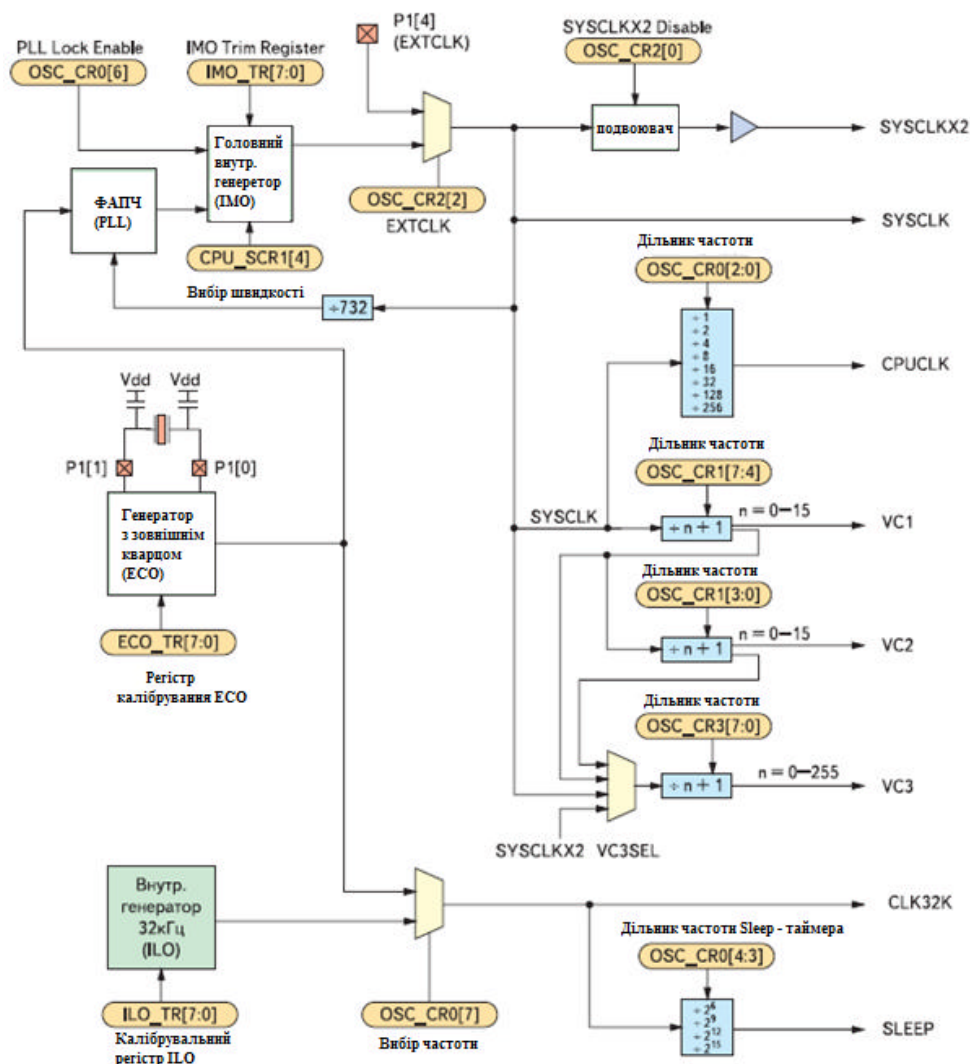 P1[4]
(EXTCLK)
SYSCLKX2 Disable
OSC_CR2[0]
PLL Lock Enable
OSC_CR0[6]
IMO Trim Register
IMO_TR[7:0]
Головний
внутр.
генеретор
(IMO)
подвоювач
SYSCLKX2
ФАПЧ
(PLL)
OSC_CR2[2]
EXTCLK
SYSCLK
CPU_SCR1[4]
Вибір швидкості
÷732
Дільник частоти
OSC_CR0[2:0]
÷ 1
÷ 2
÷ 4
÷ 8
÷ 16
÷ 32
÷ 128
÷ 256
CPUCLK
Vdd
Vdd
P1[1]
P1[0]
Генератор
з зовнішнім
кварцом
(ECO)
ECO_TR[7:0]
Регістр
калібрування ECO
Дільник частоти
OSC_CR1[7:4]
SYSCLK
÷ n + 1
n = 0–15
VC1
Дільник частоти
OSC_CR1[3:0]
÷ n + 1
n = 0–15
VC2
Дільник частоти
OSC_CR3[7:0]
÷ n + 1
n = 0–255
VC3
SYSCLKX2
VC3SEL
Внутр.
генератор
32кГц
(ILO)
ILO_TR[7:0]
Калібрувальний
регістр ILO
OSC_CR0[7]
Вибір частоти
CLK32K
Дільник частоти Sleep - таймера
OSC_CR0[4:3]
÷ 2⁶
÷ 2⁹
÷ 2¹²
÷ 2¹⁵
SLEEP